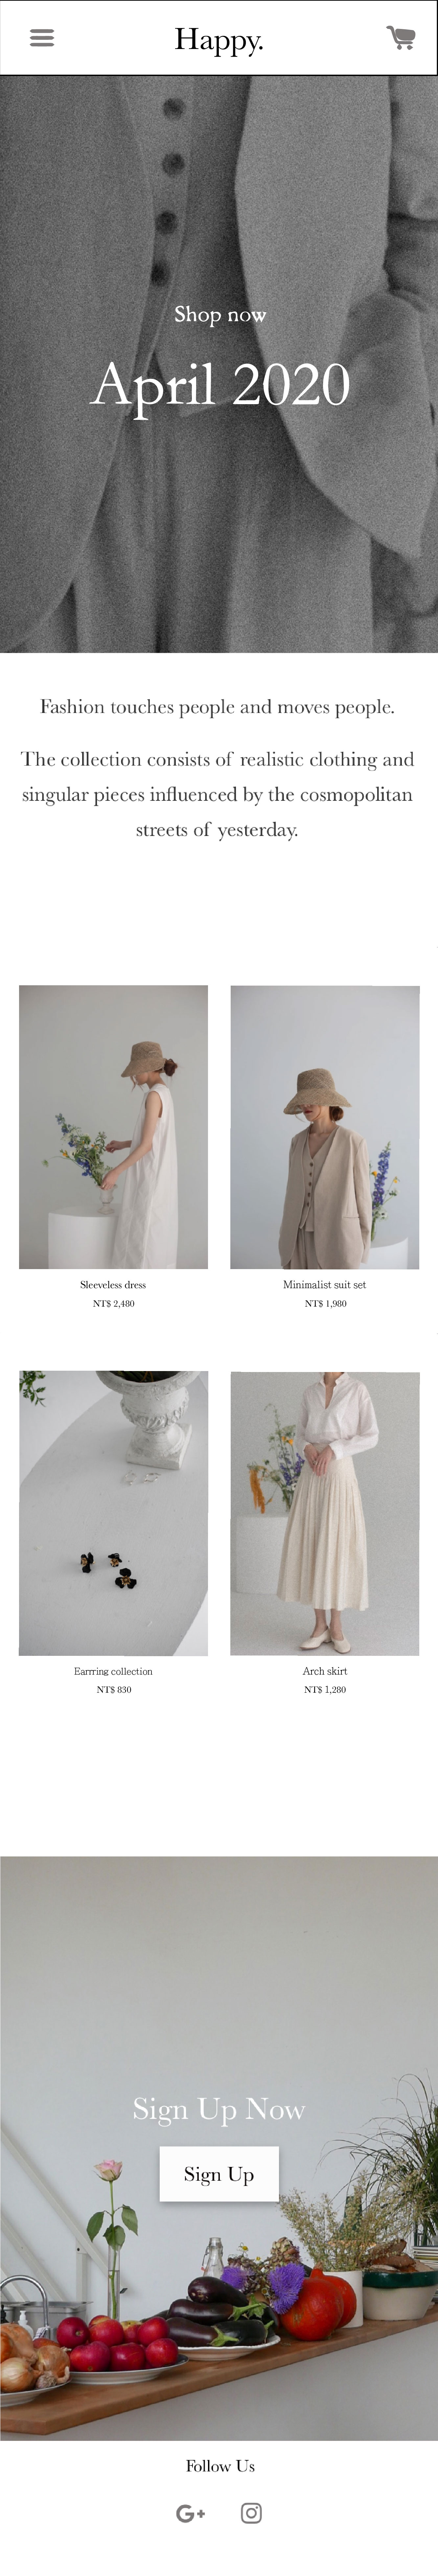 Happy.
Shop now
April 2020
Fashion touches people and moves people.
The collection consists of realistic clothing and
singular pieces influenced by the cosmopolitan
streets of yesterday.
Sleeveless dress
NT$ 2,480
Minimalist suit set
NT$ 1,980
Earrring collection
NT$ 830
Arch skirt
NT$ 1,280
Sign Up Now
Sign Up
Follow Us
G+